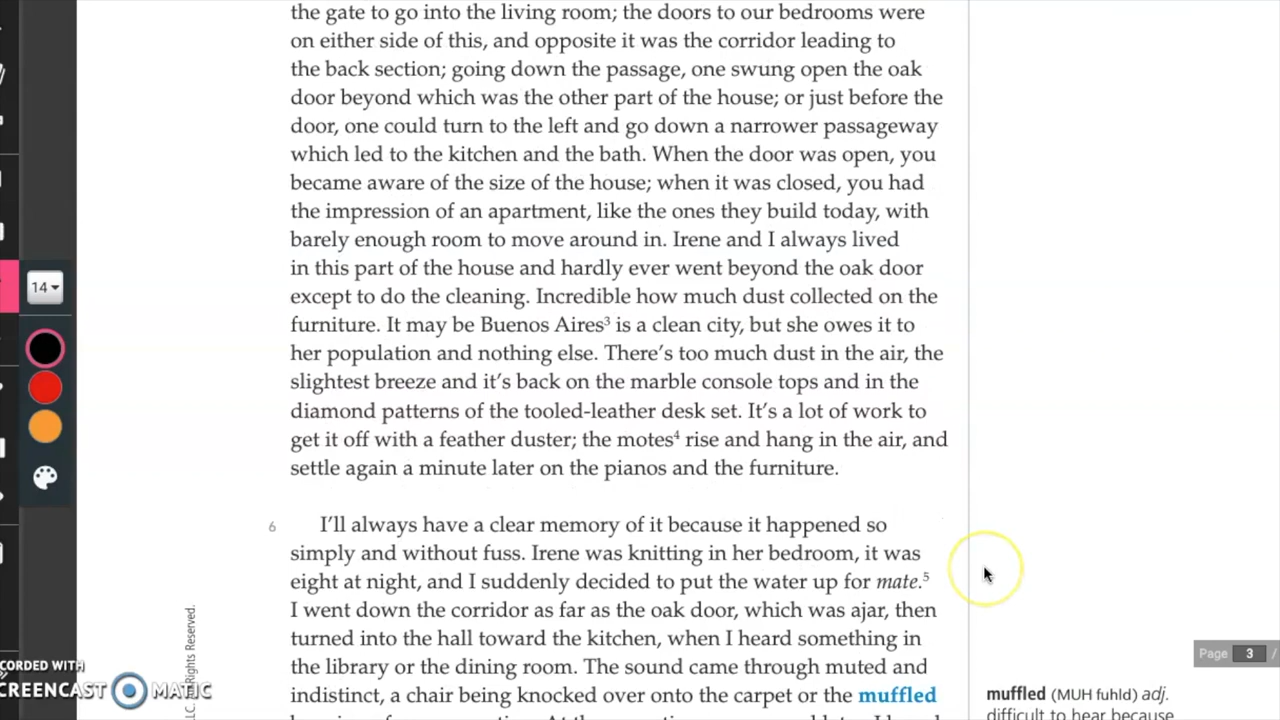 the gate to go into the living room; the doors to our bedrooms were
on either side of this, and opposite it was the corridor leading to
the back section; going down the passage, one swung open the oak
door beyond which was the other part of the house; or just before the
door, one could turn to the left and go down a narrower passageway
which led to the kitchen and the bath. When the door was open, you
became aware of the size of the house; when it was closed, you had
the impression of an apartment, like the ones they build today, with
barely enough room to move around in. Irene and I always lived
in this part of the house and hardly ever went beyond the oak door
except to do the cleaning. Incredible how much dust collected on the
furniture. It may be Buenos Aires³ is a clean city, but she owes it to
her population and nothing else. There’s too much dust in the air, the
slightest breeze and it’s back on the marble console tops and in the
diamond patterns of the tooled-leather desk set. It’s a lot of work to
get it off with a feather duster; the motes⁴ rise and hang in the air, and
settle again a minute later on the pianos and the furniture.
6 I’ll always have a clear memory of it because it happened so
simply and without fuss. Irene was knitting in her bedroom, it was
eight at night, and I suddenly decided to put the water up for mate.⁵
I went down the corridor as far as the oak door, which was ajar, then
turned into the hall toward the kitchen, when I heard something in
the library or the dining room. The sound came through muted and
indistinct, a chair being knocked over onto the carpet or the muffled
muffled (MUH fuhld) adj.
difficult to hear because
LLC. All Rights Reserved.
14
Page 3 /
CORDED WITH
SCREENCAST MATIC